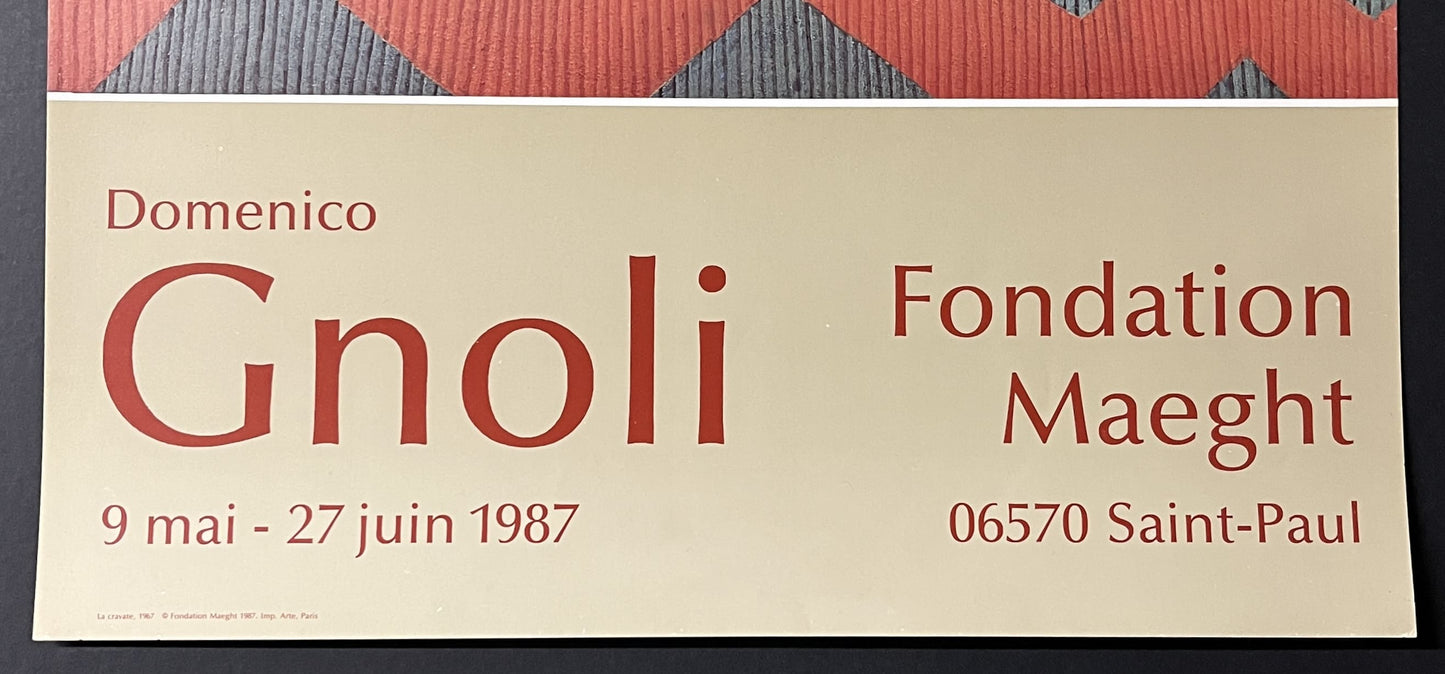 Domenico
Gnoli
9 mai - 27 juin 1987
Fondation
Maeght
06570 Saint-Paul
La cravate, 1967 © Fondation Maeght 1987. Imp. Arte, Paris